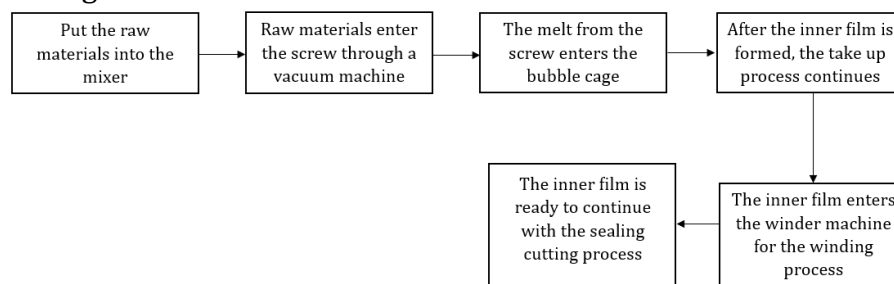 Put the raw
materials into the
mixer
Raw materials enter
the screw through a
vacuum machine
The melt from the
screw enters the
bubble cage
After the inner film is
formed, the take up
process continues
The inner film enters
the winder machine
for the winding
process
The inner film is
ready to continue
with the sealing
cutting process